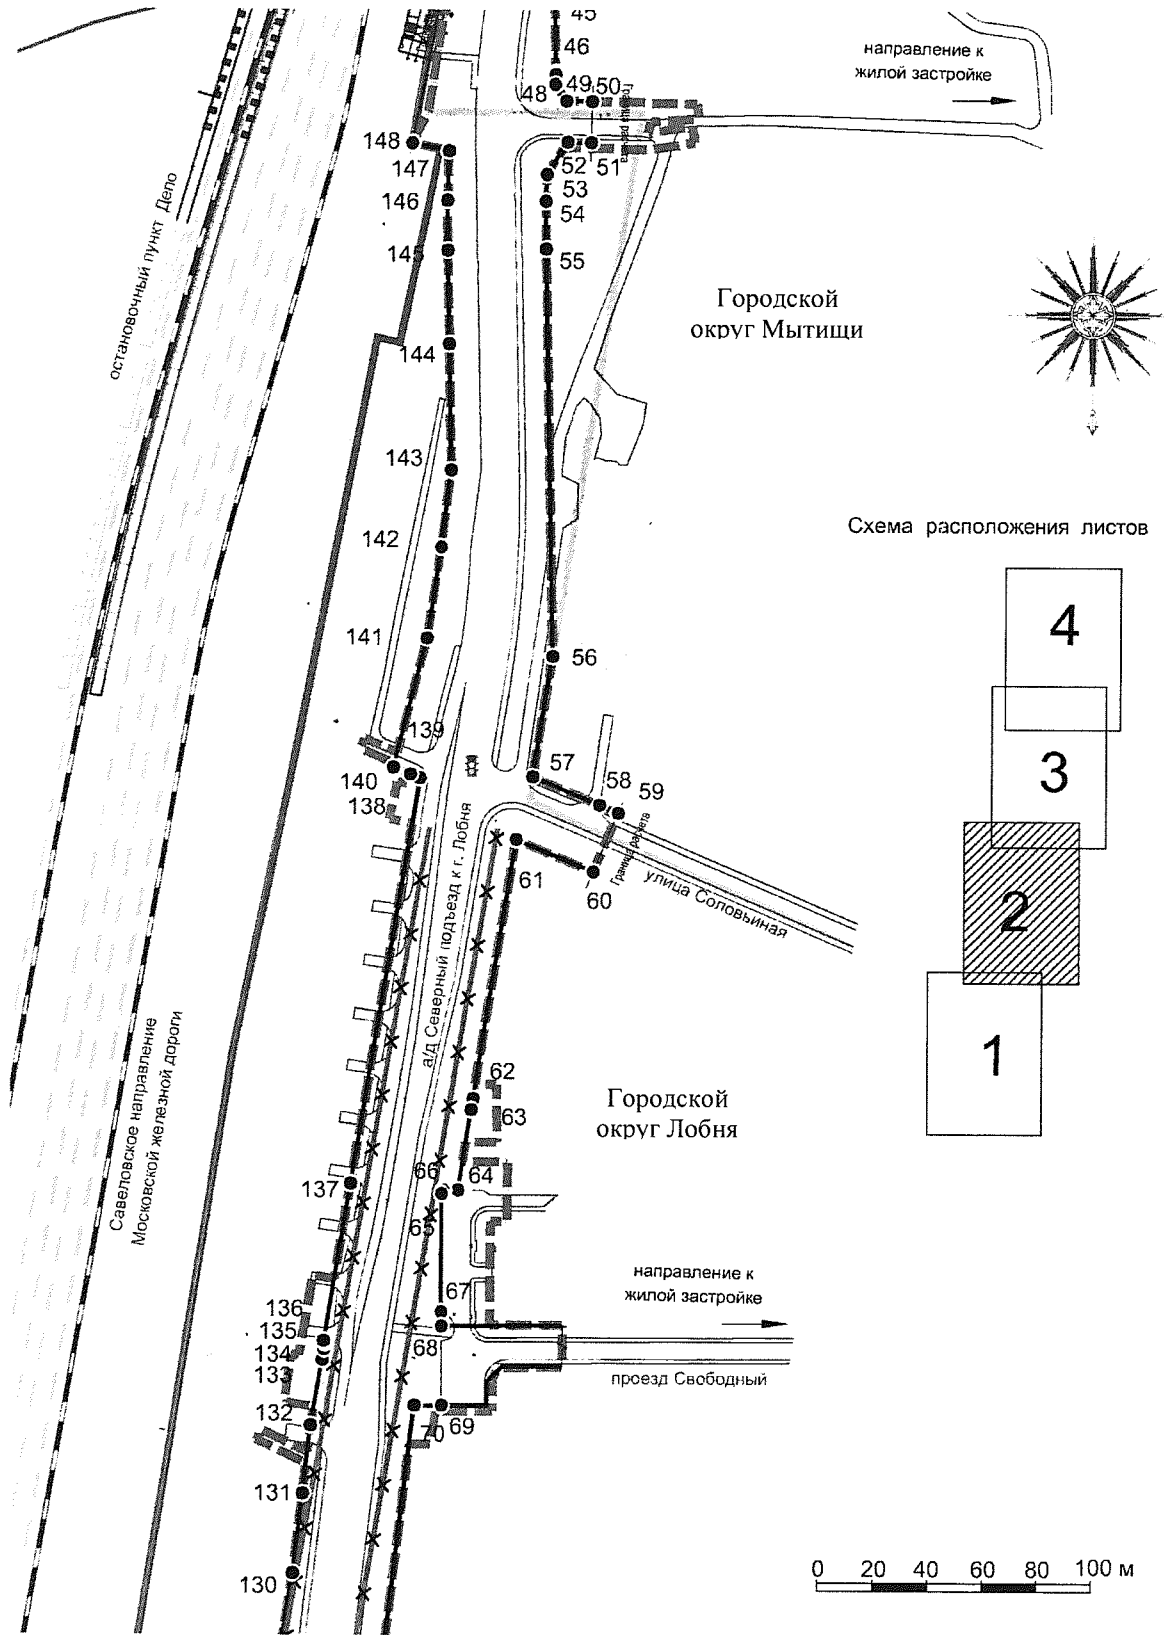 45
46
направление к
жилой застройке
49
50
48
148
147
52
51
53
146
54
145
55
остановочный пункт Депо
Городской
округ Мытищи
144
143
Схема расположения листов
142
4
141
56
139
57
58
59
140
138
3
61
60
Граница расчета
улица Соловьиная
а/д Северный подъезд к г. Лобня
2
1
62
63
Городской
округ Лобня
Савеловское направление
Московской железной дороги
66
64
137
65
направление к
жилой застройке
67
136
135
68
134
133
проезд Свободный
132
69
70
131
130
0 20 40 60 80 100 м